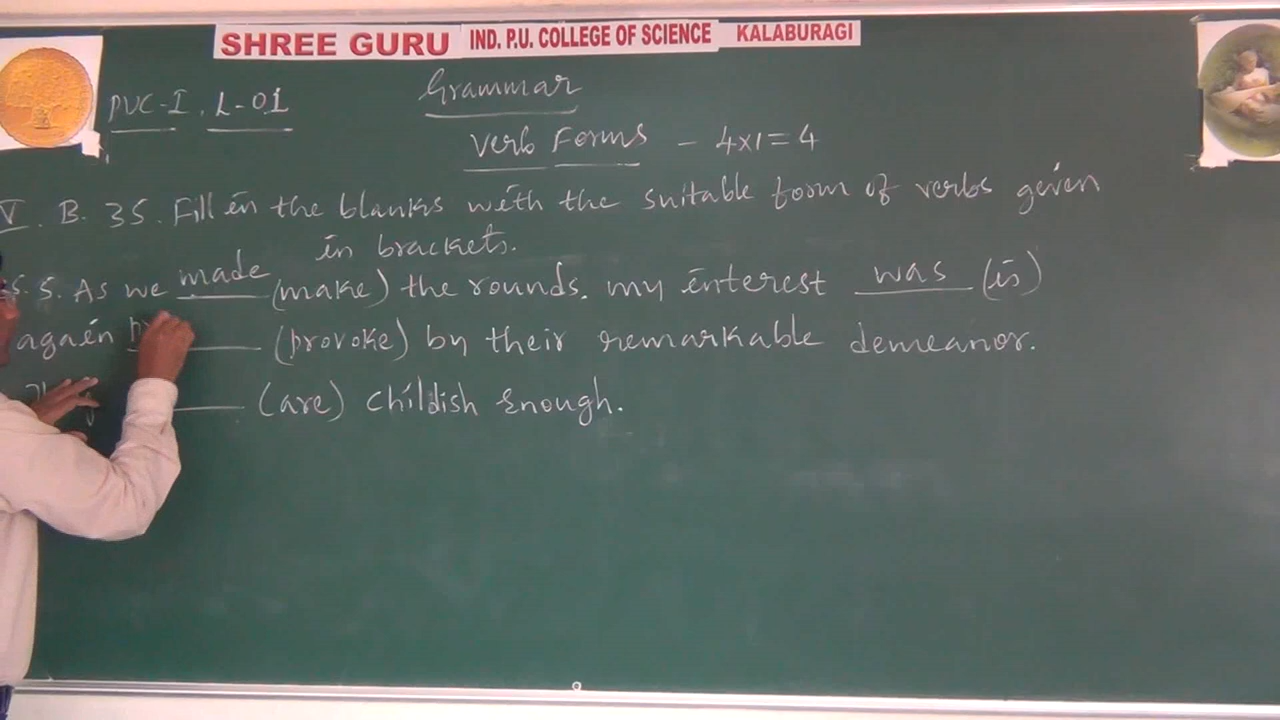 SHREE GURU IND. P.U. COLLEGE OF SCIENCE KALABURAGI
PUC-I, L-01
Grammar
Verb Forms - 4x1=4
V. B. 35. Fill in the blanks with the suitable form of verbs given
in brackets.
5. As we made (make) the rounds. my interest was (is)
again ____ (provoke) by their remarkable demeanor.
____ (are) childish Enough.